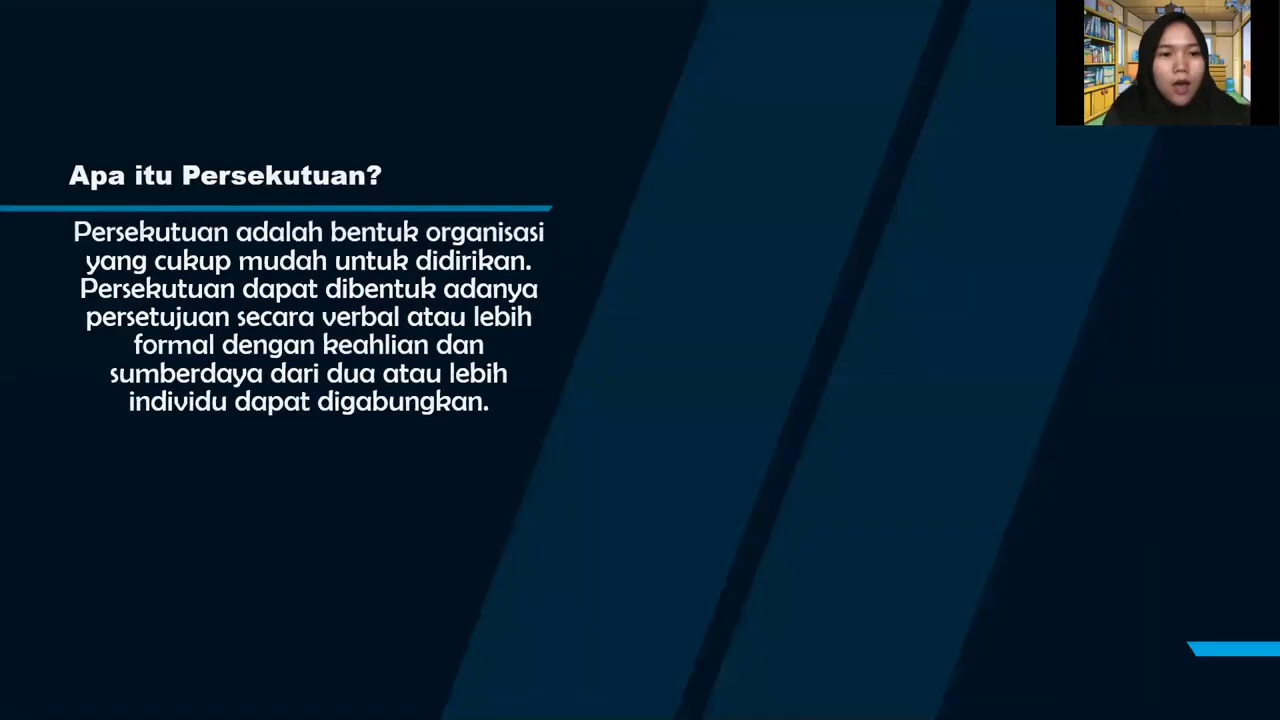 Apa itu Persekutuan?
Persekutuan adalah bentuk organisasi
yang cukup mudah untuk didirikan.
Persekutuan dapat dibentuk adanya
persetujuan secara verbal atau lebih
formal dengan keahlian dan
sumberdaya dari dua atau lebih
individu dapat digabungkan.